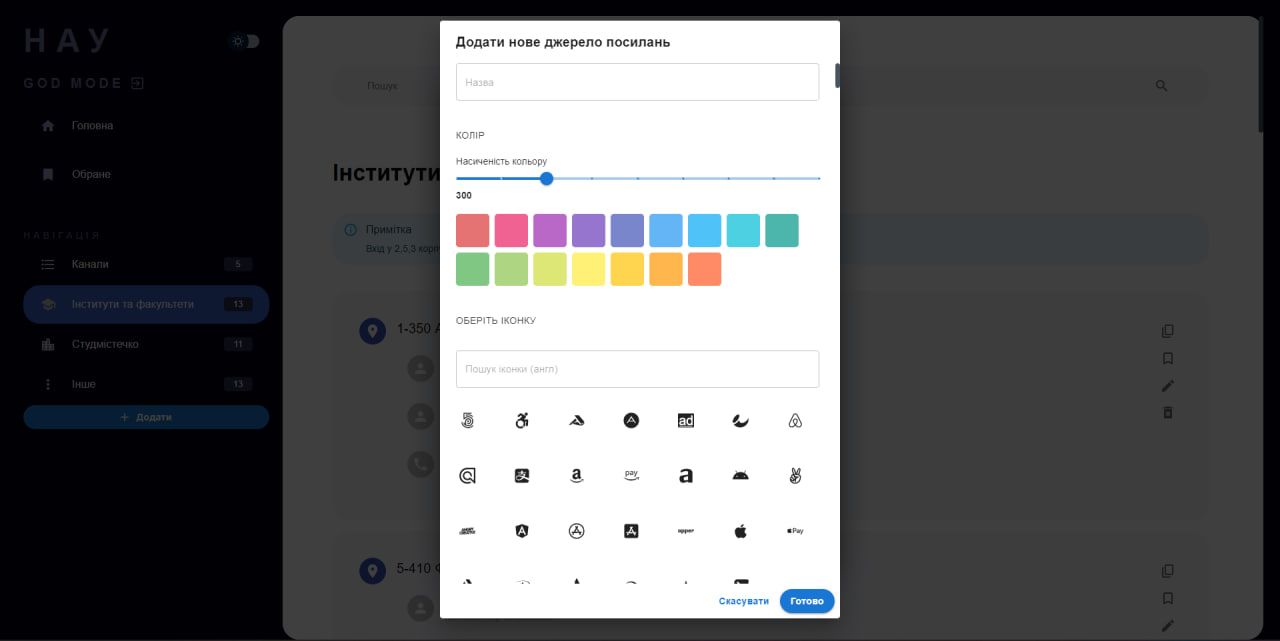 НАУ
GOD MODE
Головна
Обране
НАВІГАЦІЯ
Канали 5
Інститути та факультети 13
Студмістечко 11
Інше 13
+ Додати
Пошук
Інститути
Примітка
Вхід у 2,5,3 корп
1-350
5-410
Додати нове джерело посилань
Назва
КОЛІР
Насиченість кольору
300
ОБЕРІТЬ ІКОНКУ
Пошук іконки (англ)
ad
a
pay
a
Pay
Скасувати
Готово